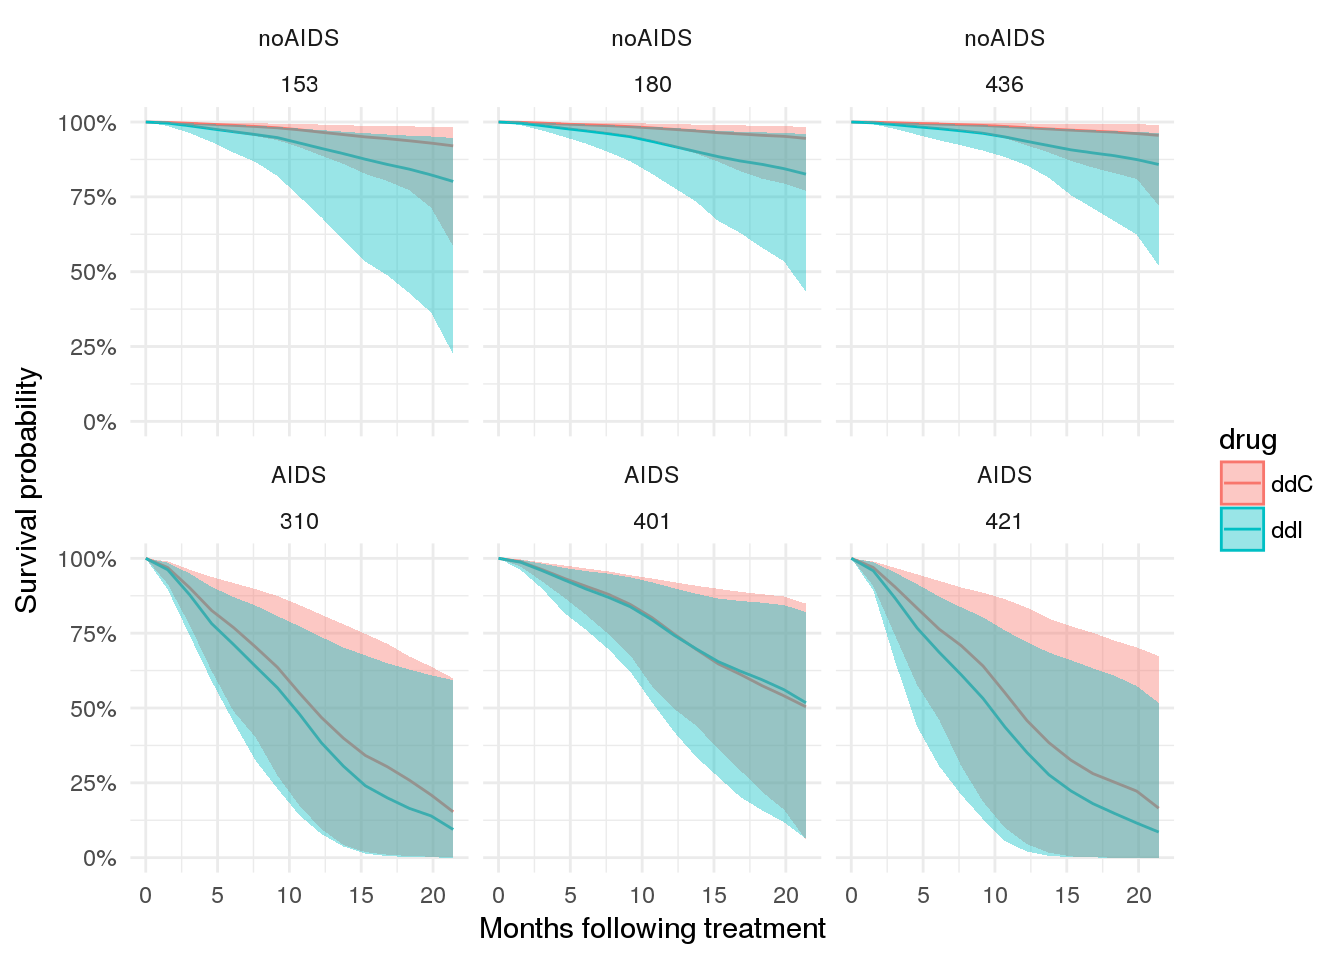 noAIDS noAIDS noAIDS
153 180 436
100%
75%
50%
25%
0%
AIDS AIDS AIDS
310 401 421
100%
75%
50%
25%
0%
0 5 10 15 20 0 5 10 15 20 0 5 10 15 20
Months following treatment
Survival probability
drug
ddC
ddI